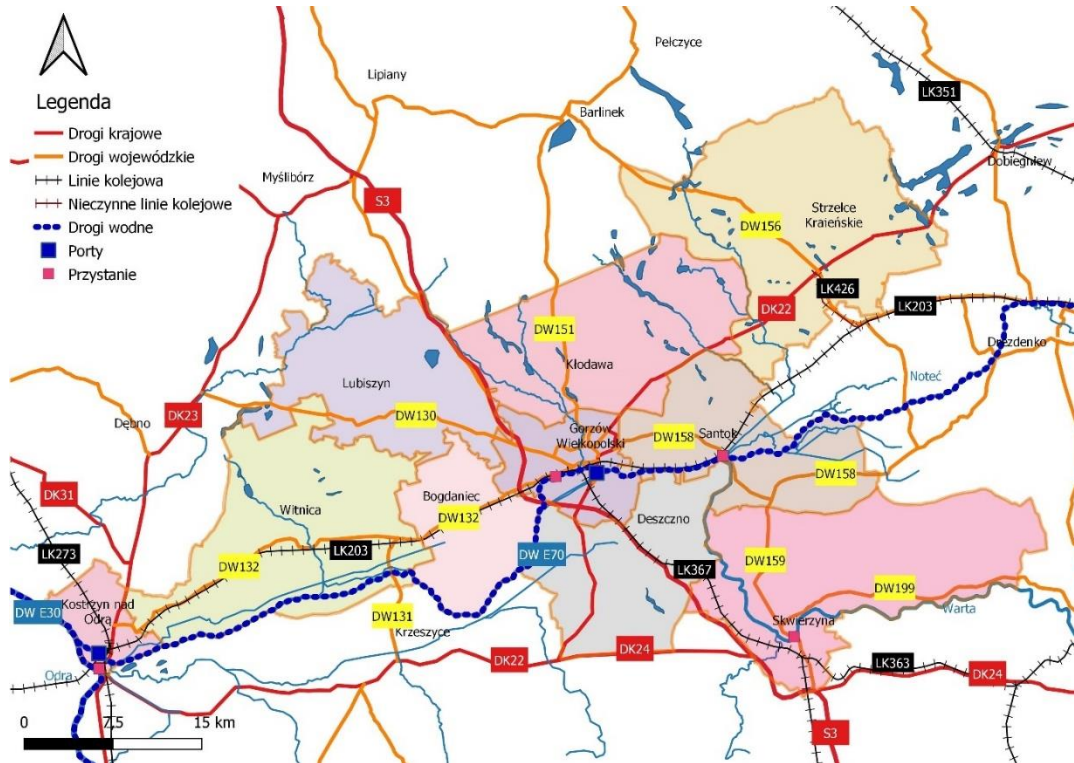 Legenda
Drogi krajowe
Drogi wojewódzkie
Linie kolejowa
Nieczynne linie kolejowe
Drogi wodne
Porty
Przystanie
Pełczyce
Lipiany
Barlinek
LK351
Dobiegniew
Myślibórz
S3
Strzelce
Kraieńskie
DW156
LK426
DK22
LK203
DW151
Drezdenko
Kłodawa
Lubiszyn
Noteć
DK23
DW130
Dębno
Gorzów
Wielkopolski
DW158
Santok
DW158
DK31
Bogdaniec
Witnica
DW132
Deszczno
LK203
DW E70
LK273
DW132
LK367
DW159
DW E30
Kostrzyn nad
Odrą
DW199
Warta
DW131
Skwierzyna
Krzeszyce
DK24
DK22
LK363
DK24
Odra
0
7.5
15 km
S3